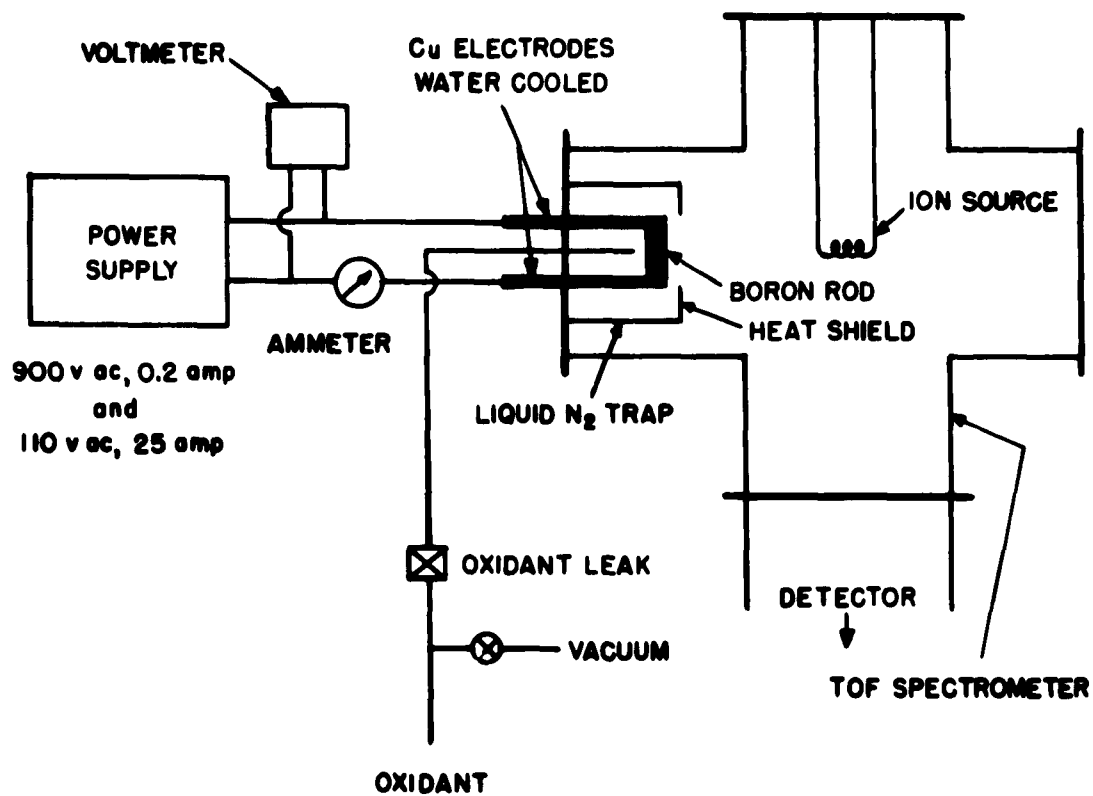 VOLTMETER
Cu ELECTRODES
WATER COOLED
POWER
SUPPLY
AMMETER
900 v ac, 0.2 amp
and
110 v ac, 25 amp
ION SOURCE
BORON ROD
HEAT SHIELD
LIQUID N₂ TRAP
OXIDANT LEAK
VACUUM
OXIDANT
DETECTOR
TOF SPECTROMETER